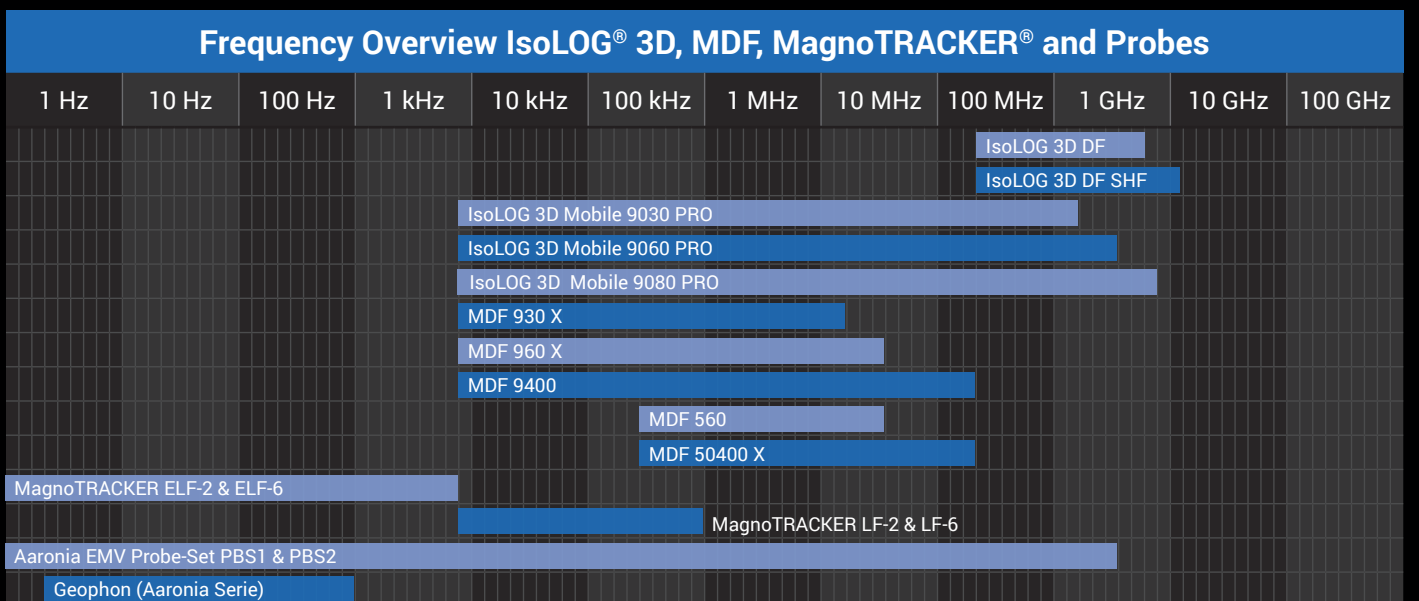 Frequency Overview IsoLOG® 3D, MDF, MagnoTRACKER® and Probes
1 Hz 10 Hz 100 Hz 1 kHz 10 kHz 100 kHz 1 MHz 10 MHz 100 MHz 1 GHz 10 GHz 100 GHz
IsoLOG 3D DF
IsoLOG 3D DF SHF
IsoLOG 3D Mobile 9030 PRO
IsoLOG 3D Mobile 9060 PRO
IsoLOG 3D Mobile 9080 PRO
MDF 930 X
MDF 960 X
MDF 9400
MDF 560
MDF 50400 X
MagnoTRACKER ELF-2 & ELF-6
MagnoTRACKER LF-2 & LF-6
Aaronia EMV Probe-Set PBS1 & PBS2
Geophon (Aaronia Serie)